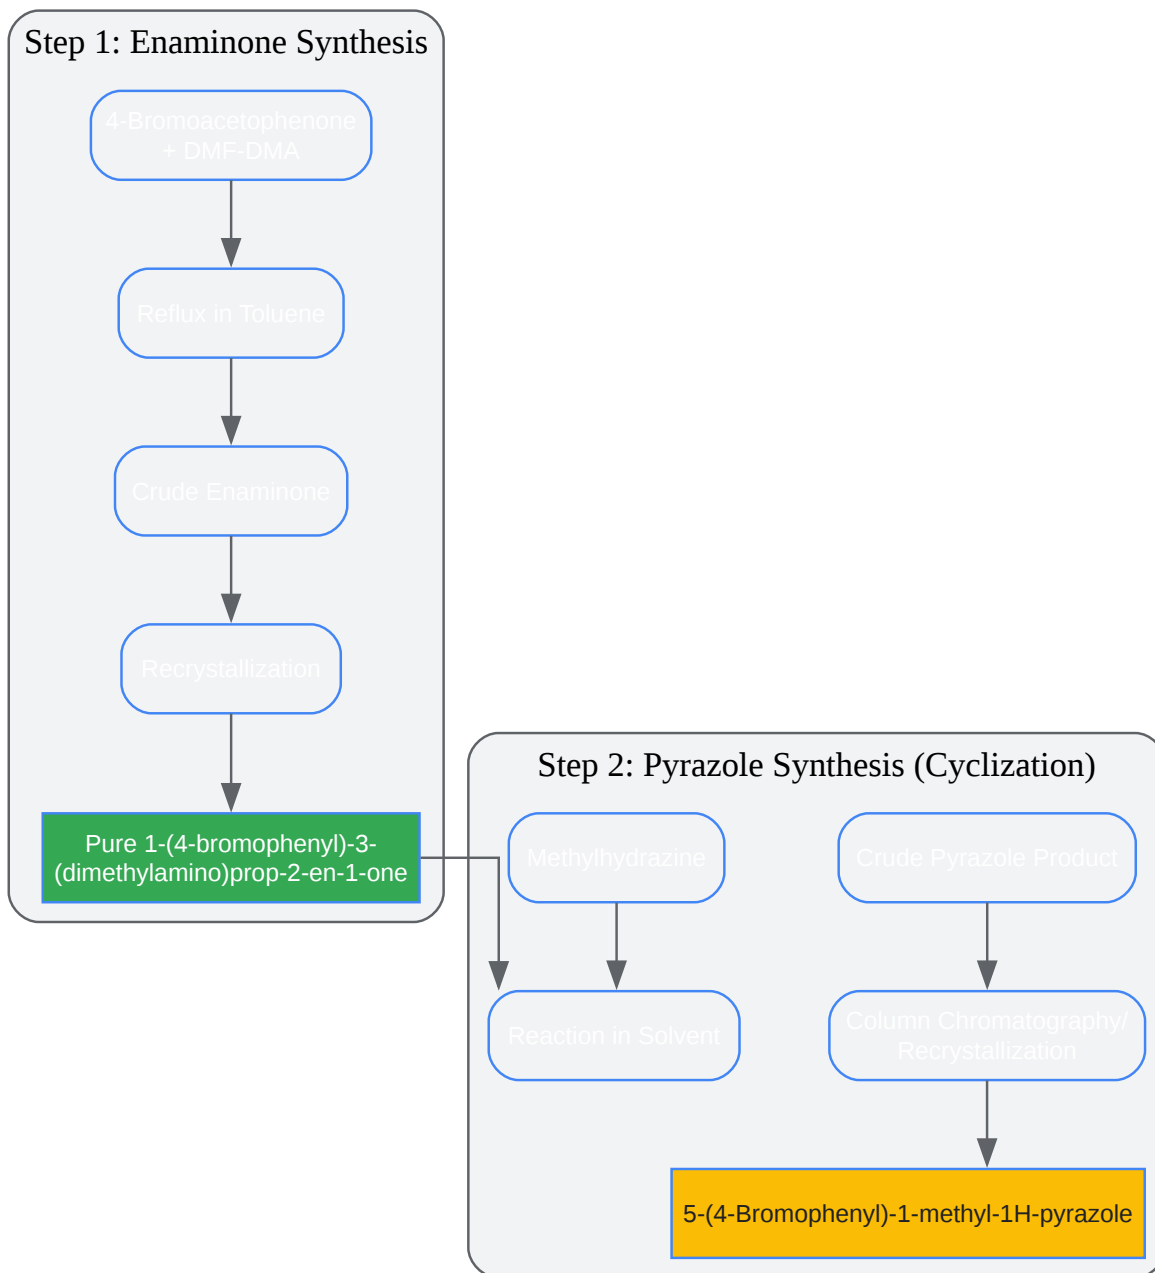 Step 1: Enaminone Synthesis
4-Bromoacetophenone
+ DMF-DMA
Reflux in Toluene
Crude Enaminone
Recrystallization
Pure 1-(4-bromophenyl)-3-
(dimethylamino)prop-2-en-1-one
Step 2: Pyrazole Synthesis (Cyclization)
Methylhydrazine
Crude Pyrazole Product
Reaction in Solvent
Column Chromatography/
Recrystallization
5-(4-Bromophenyl)-1-methyl-1H-pyrazole